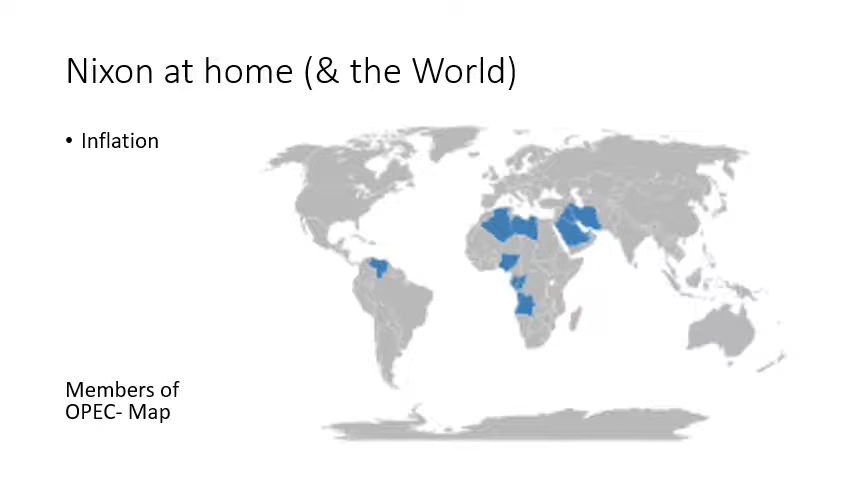 Nixon at home (& the World)
• Inflation
Members of
OPEC- Map